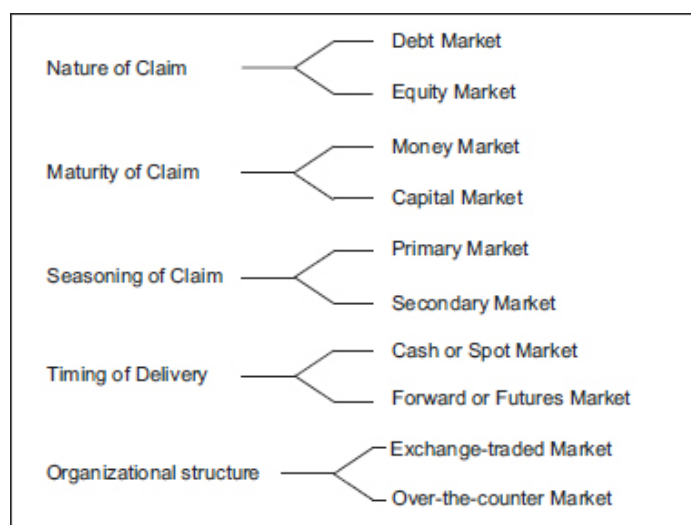 Debt Market
Nature of Claim
Equity Market
Money Market
Maturity of Claim
Capital Market
Primary Market
Seasoning of Claim
Secondary Market
Cash or Spot Market
Timing of Delivery
Forward or Futures Market
Exchange-traded Market
Organizational structure
Over-the-counter Market